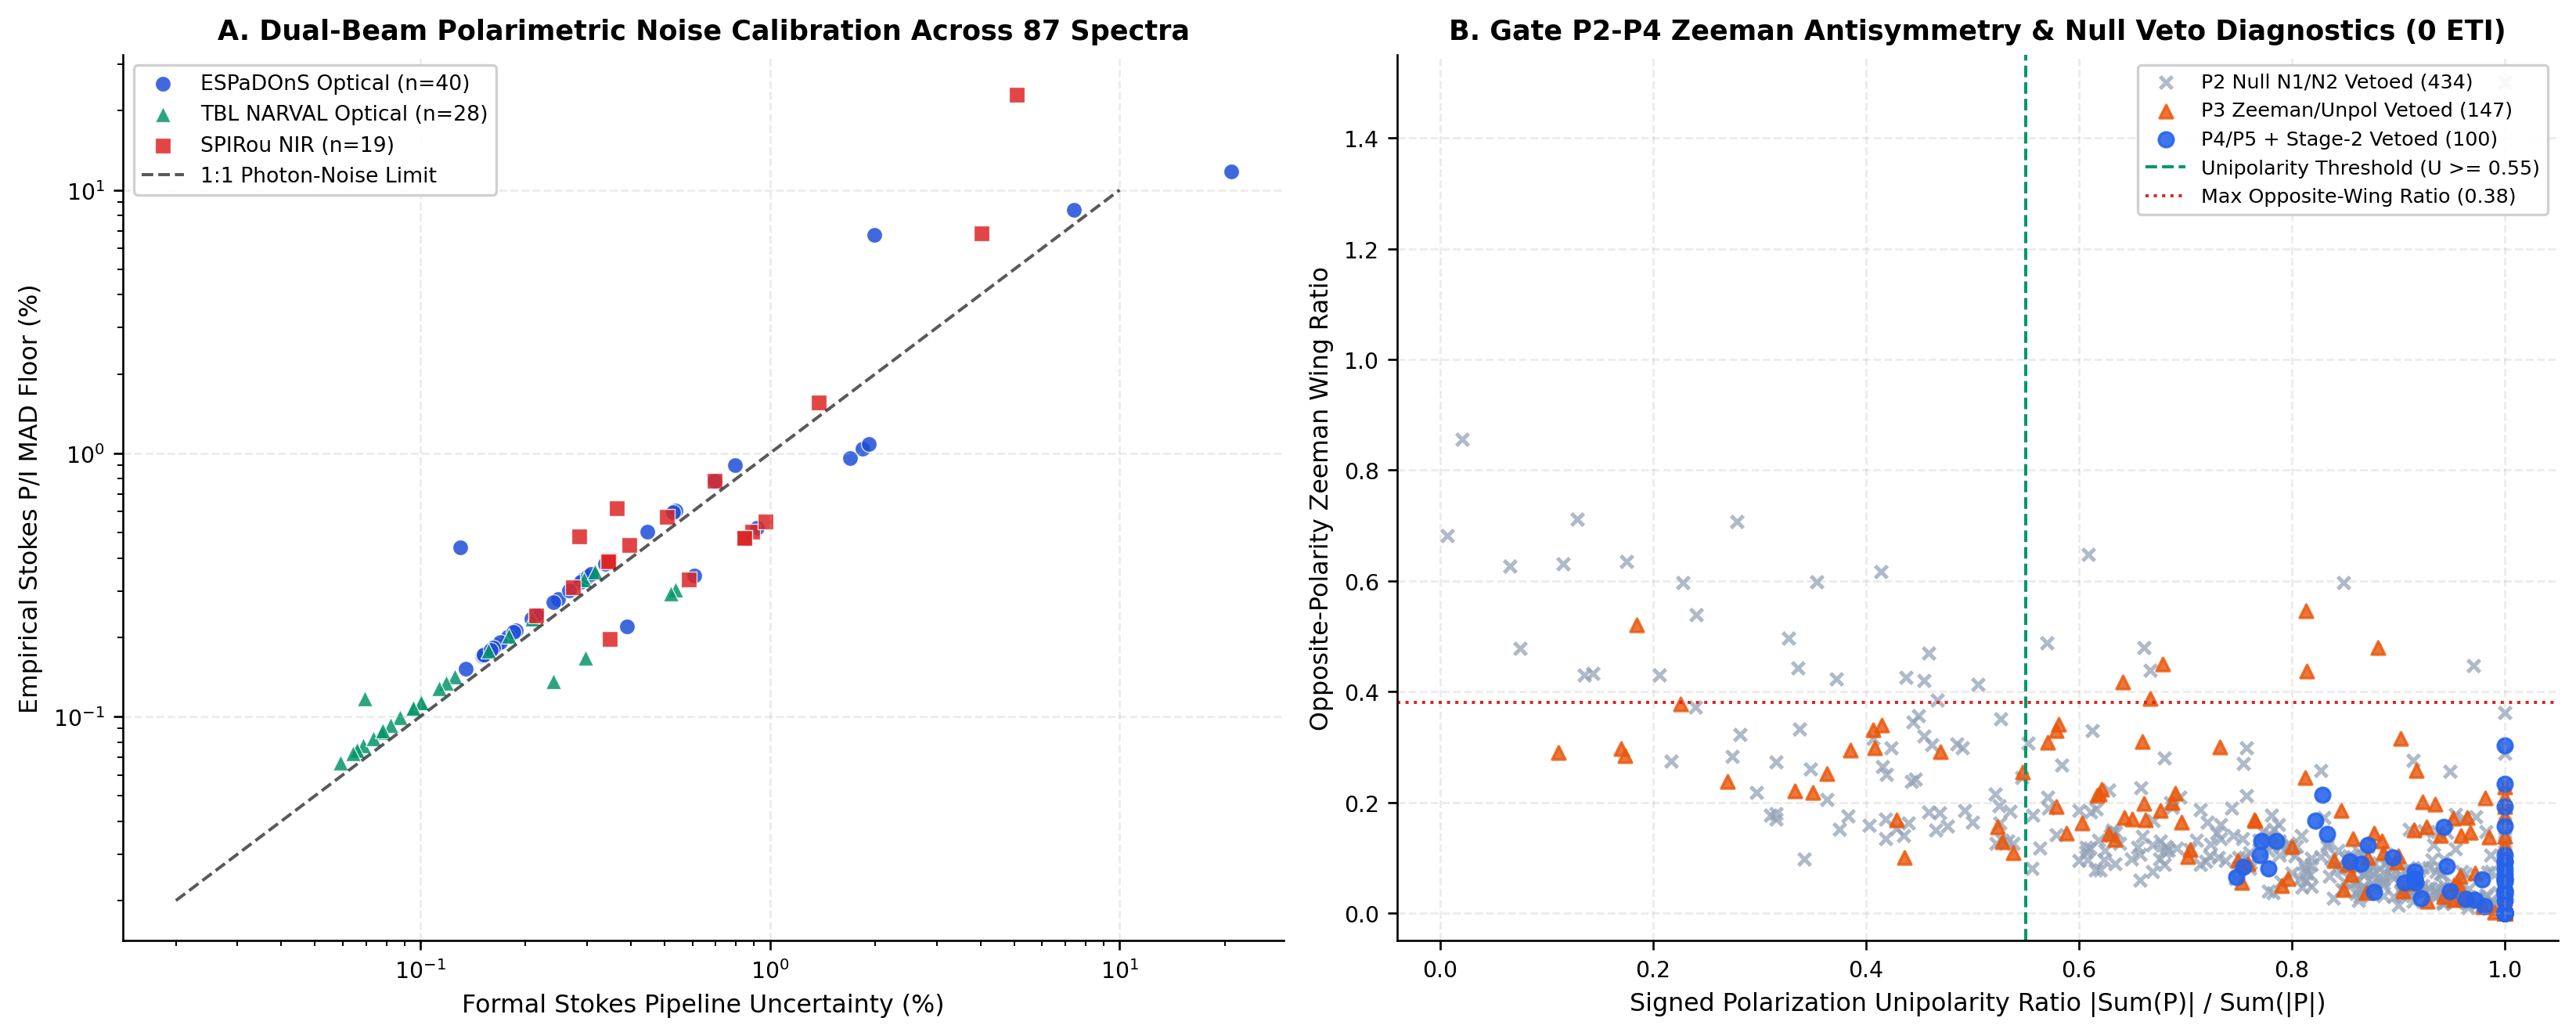 A. Dual-Beam Polarimetric Noise Calibration Across 87 Spectra
ESPaDOnS Optical (n=40)
TBL NARVAL Optical (n=28)
SPIRou NIR (n=19)
1:1 Photon-Noise Limit
Empirical Stokes P/I MAD Floor (%)
10¹
10⁰
10⁻¹
10⁻¹ 10⁰ 10¹
Formal Stokes Pipeline Uncertainty (%)
B. Gate P2-P4 Zeeman Antisymmetry & Null Veto Diagnostics (0 ETI)
P2 Null N1/N2 Vetoed (434)
P3 Zeeman/Unpol Vetoed (147)
P4/P5 + Stage-2 Vetoed (100)
Unipolarity Threshold (U >= 0.55)
Max Opposite-Wing Ratio (0.38)
Opposite-Polarity Zeeman Wing Ratio
1.4
1.2
1.0
0.8
0.6
0.4
0.2
0.0
0.0 0.2 0.4 0.6 0.8 1.0
Signed Polarization Unipolarity Ratio |Sum(P)| / Sum(|P|)